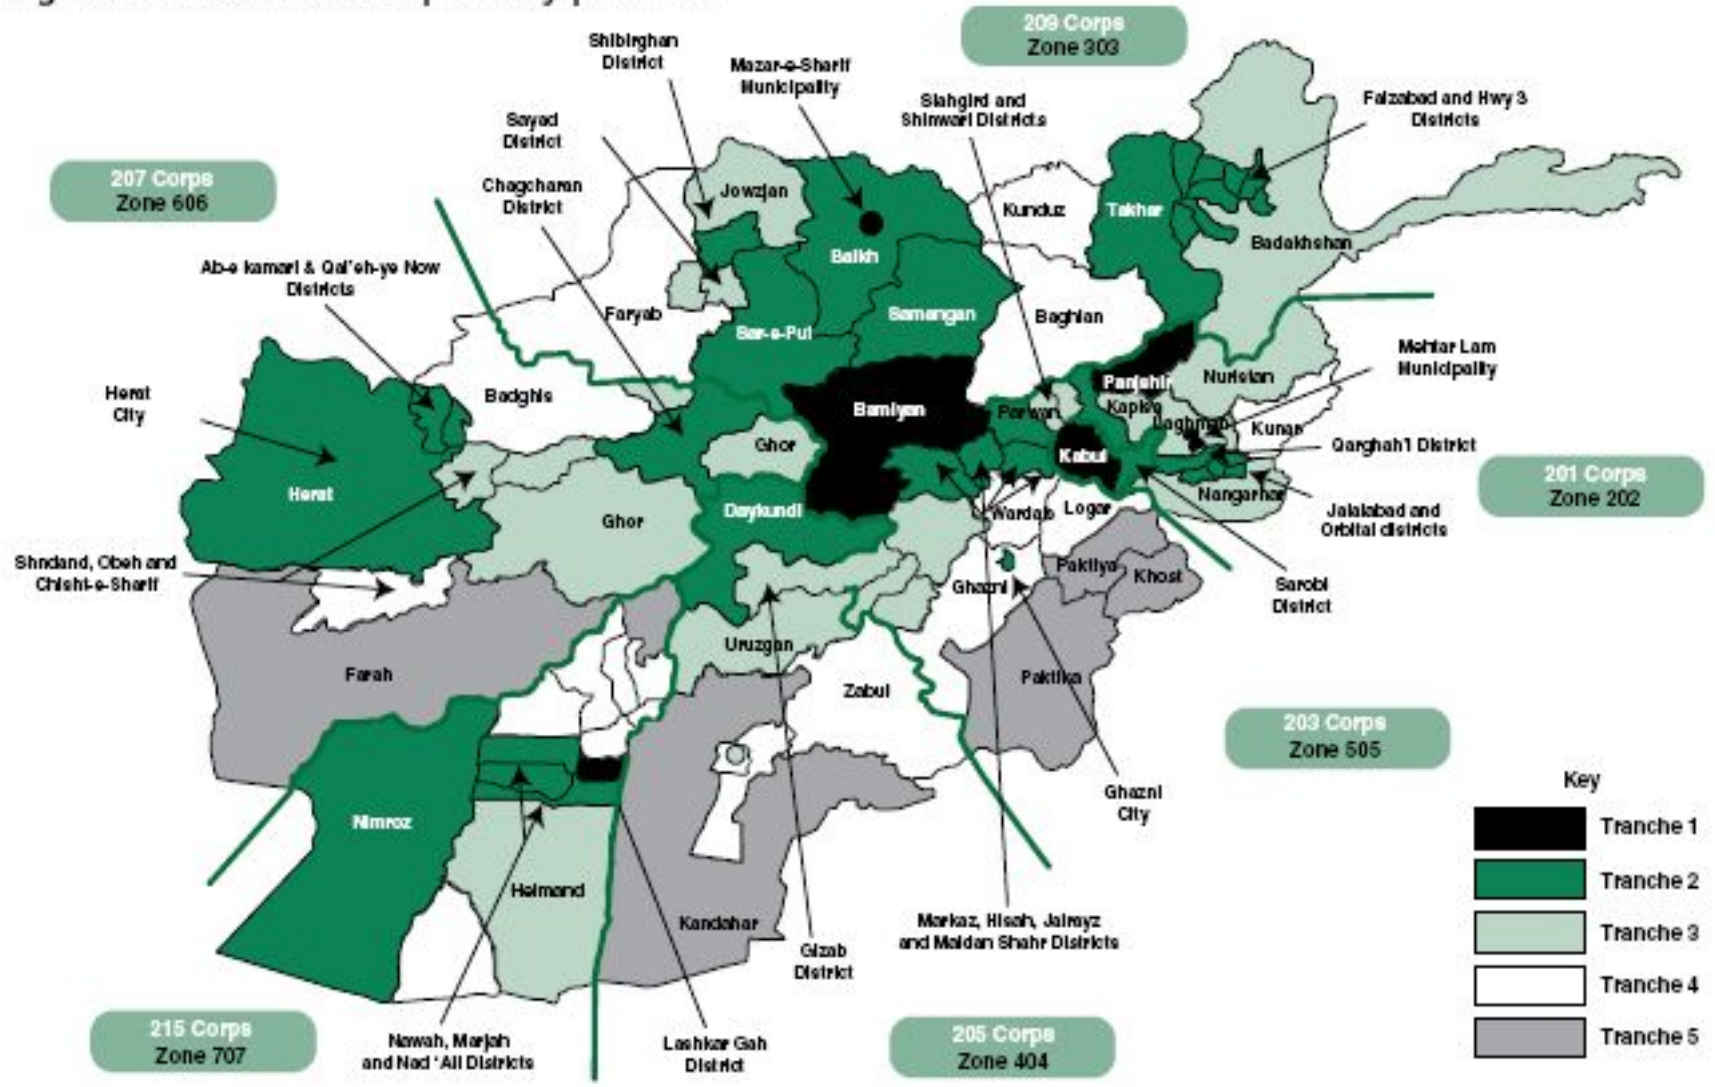 209 Corps
Zone 303
Shibirghan
District
Mazar-e-Sharif
Municipality
Siahgird and
Shinwari Districts
Faizabad and Hwy 3
Districts
Sayad
District
207 Corps
Zone 606
Chagcharan
District
Jowzjan
Kunduz
Takhar
Badakhshan
Ab-e kamari & Qal'eh-ye Now
Districts
Balkh
Faryab
Sar-e-Pul
Samangan
Baghlan
Mehtar Lam
Municipality
Herat
City
Badghis
Bamiyan
Panjshir
Nuristan
Parwan
Kapisa
Laghman
Kunar
Ghor
Kabul
Qarghah'I District
201 Corps
Zone 202
Herat
Ghor
Daykundi
Wardak
Logar
Nangarhar
Jalalabad and
Orbital districts
Shndand, Obeh and
Chisht-e-Sharif
Paktiya
Khost
Ghazni
Sarobi
District
Uruzgan
Farah
Zabul
Paktika
203 Corps
Zone 505
Ghazni
City
Key
Nimroz
Tranche 1
Helmand
Tranche 2
Kandahar
Markaz, Hisah, Jalrayz
and Maidan Shahr Districts
Tranche 3
Gizab
District
Tranche 4
215 Corps
Zone 707
Nawah, Marjah
and Nad 'Ali Districts
Lashkar Gah
District
205 Corps
Zone 404
Tranche 5